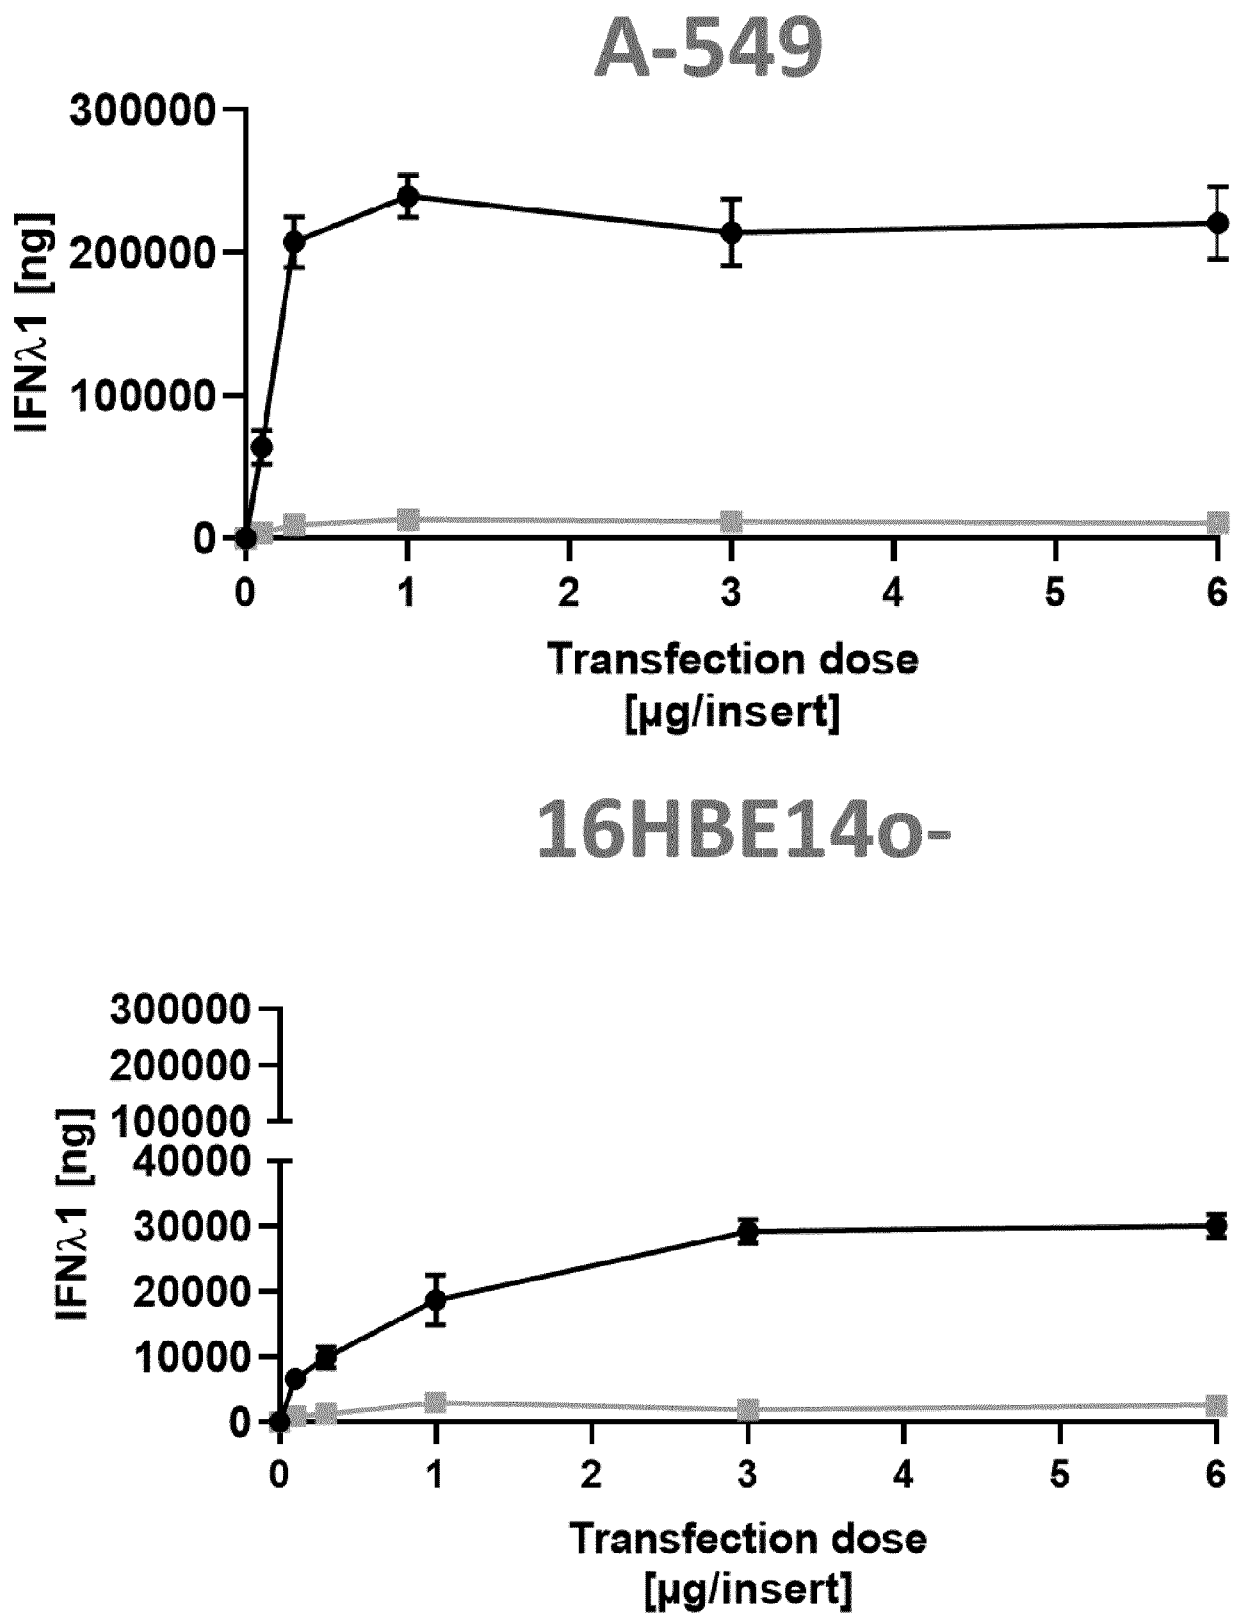 A-549
300000
200000
100000
0
IFNλ1 [ng]
0 1 2 3 4 5 6
Transfection dose
[µg/insert]
16HBE14o-
300000
200000
100000
40000
30000
20000
10000
0
IFNλ1 [ng]
0 1 2 3 4 5 6
Transfection dose
[µg/insert]